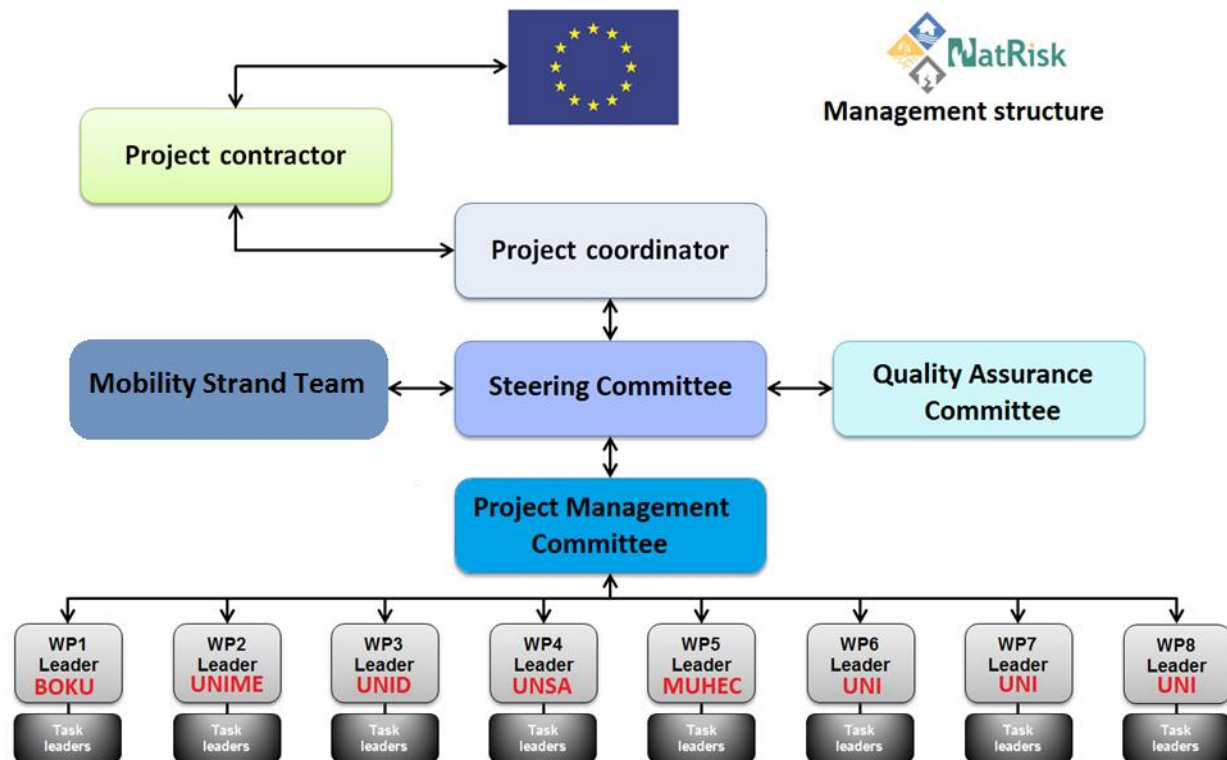 NatRisk
Management structure
Project contractor
Project coordinator
Mobility Strand Team
Steering Committee
Quality Assurance
Committee
Project Management
Committee
WP1
Leader
BOKU
WP2
Leader
UNIME
WP3
Leader
UNID
WP4
Leader
UNSA
WP5
Leader
MUHEC
WP6
Leader
UNI
WP7
Leader
UNI
WP8
Leader
UNI
Task
leaders
Task
leaders
Task
leaders
Task
leaders
Task
leaders
Task
leaders
Task
leaders
Task
leaders